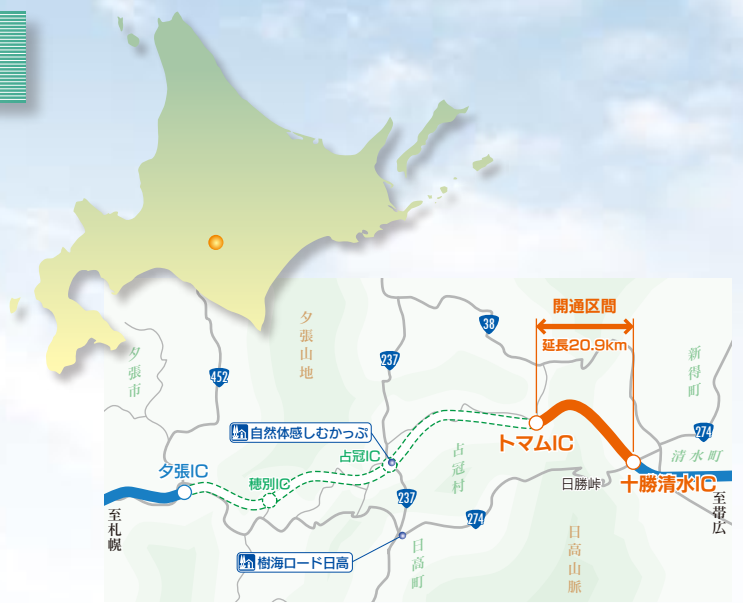 開通区間
延長20.9km
38
夕張山地
夕張市
452
237
新得町
274
自然体感しむかっぷ
占冠IC
トマムIC
占冠村
清水町
夕張IC
穂別IC
日勝峠
十勝清水IC
至札幌
237
274
至帯広
樹海ロード日高
日高町
日高山脈